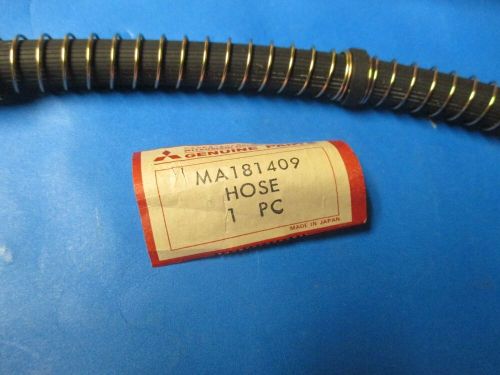 GENUINE PARTS
MA181409
HOSE
1 PC
MADE IN JAPAN